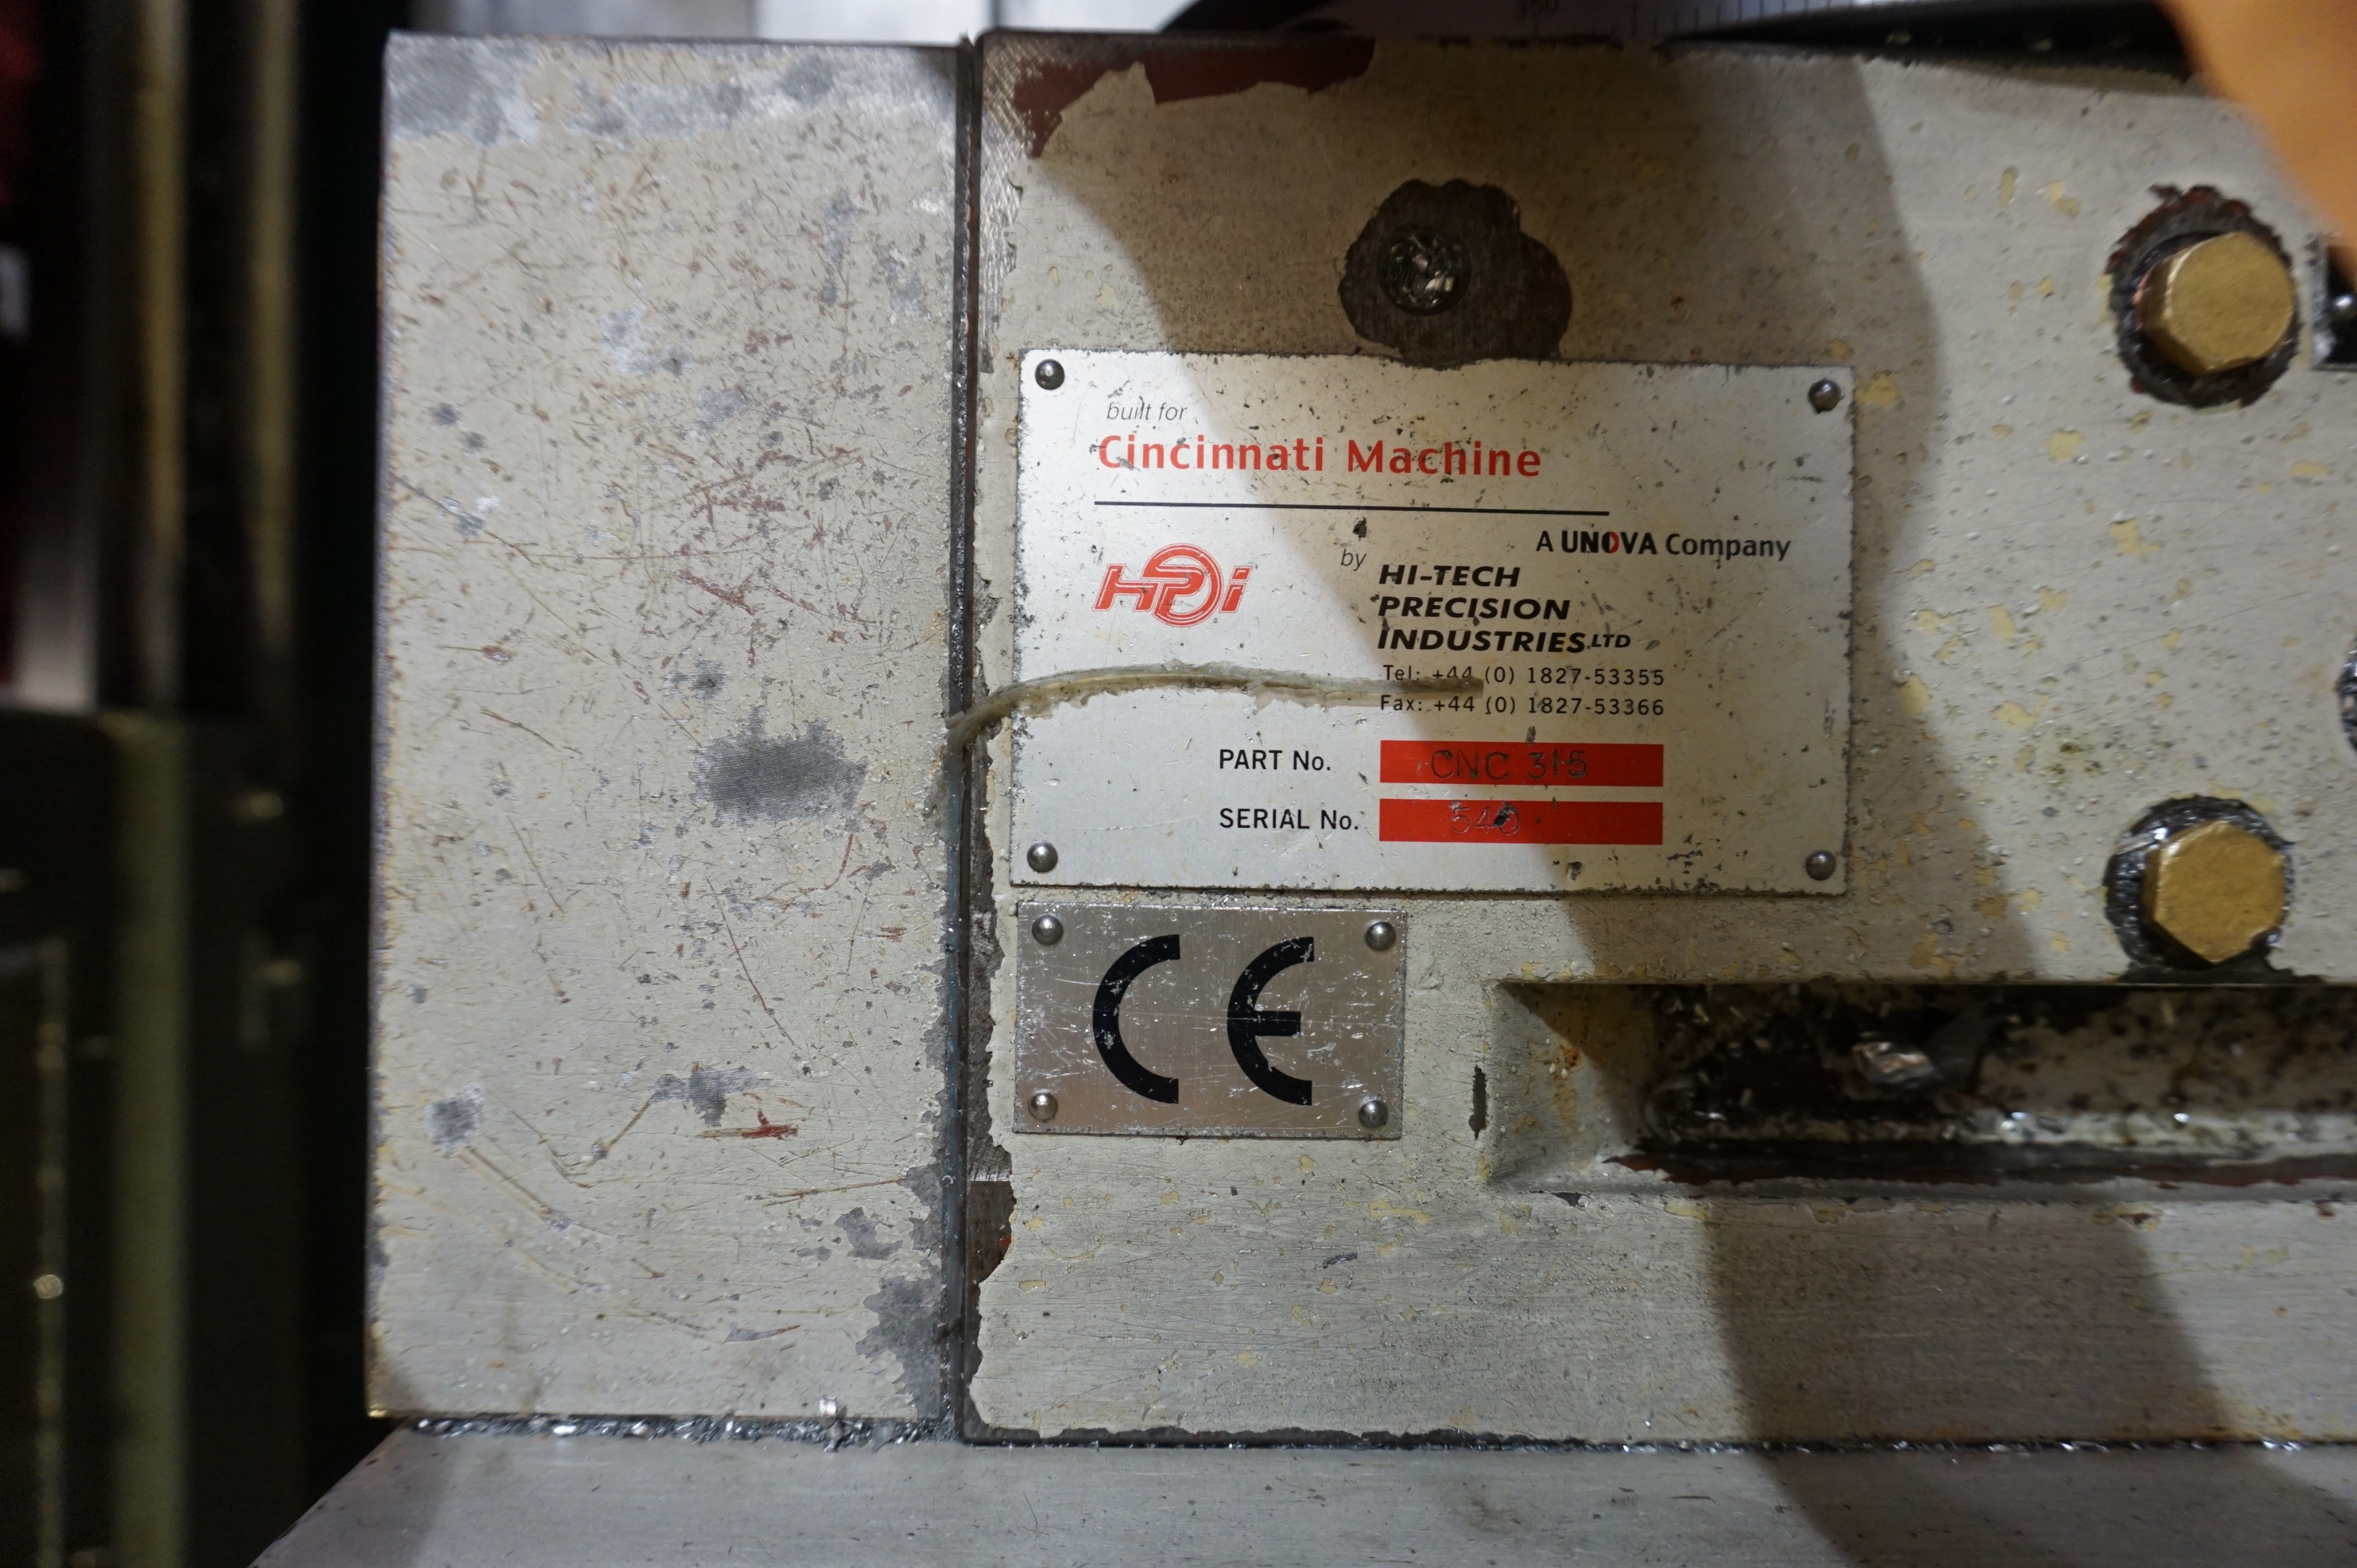 built for
Cincinnati Machine
A UNOVA Company
HPi
by HI-TECH
PRECISION
INDUSTRIES LTD
Tel: +44 (0) 1827-53355
Fax: +44 (0) 1827-53366
PART No. CNC 315
SERIAL No. 540
CE